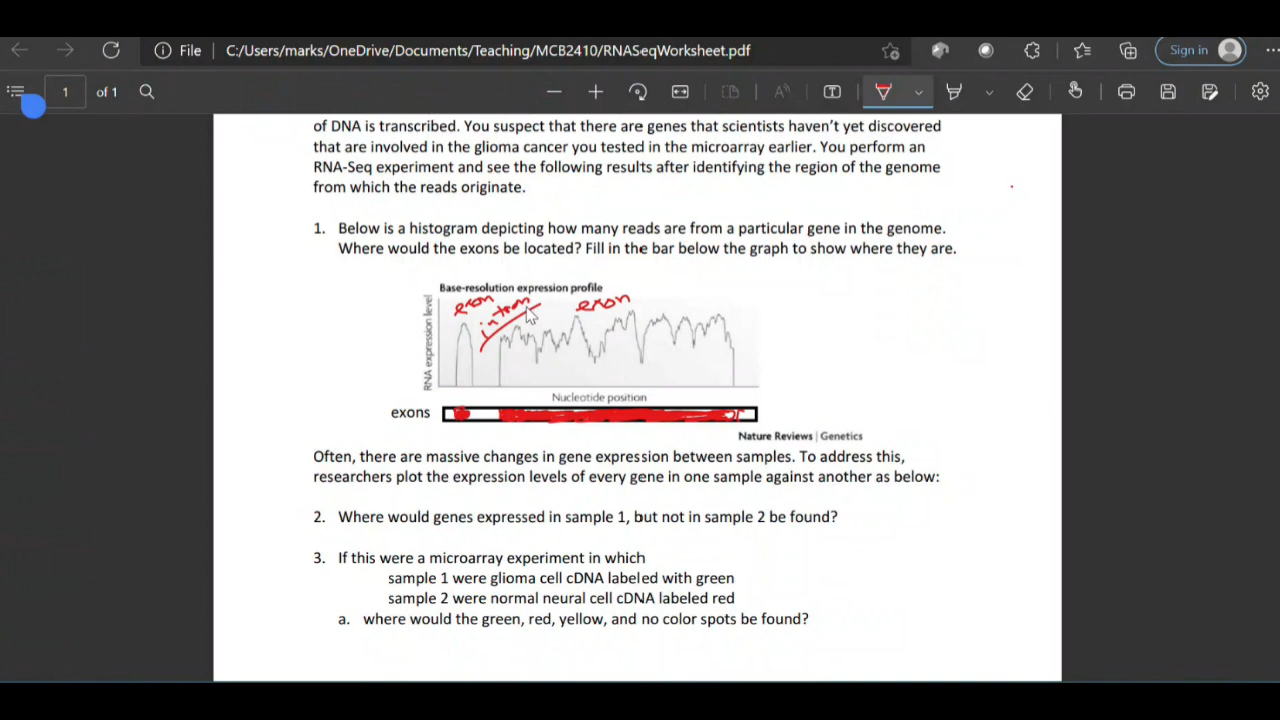 File | C:/Users/marks/OneDrive/Documents/Teaching/MCB2410/RNASeqWorksheet.pdf
Sign in
1 of 1
of DNA is transcribed. You suspect that there are genes that scientists haven’t yet discovered
that are involved in the glioma cancer you tested in the microarray earlier. You perform an
RNA-Seq experiment and see the following results after identifying the region of the genome
from which the reads originate.
1. Below is a histogram depicting how many reads are from a particular gene in the genome.
Where would the exons be located? Fill in the bar below the graph to show where they are.
Base-resolution expression profile
RNA expression level
exon
intron
exon
Nucleotide position
exons
Nature Reviews | Genetics
Often, there are massive changes in gene expression between samples. To address this,
researchers plot the expression levels of every gene in one sample against another as below:
2. Where would genes expressed in sample 1, but not in sample 2 be found?
3. If this were a microarray experiment in which
sample 1 were glioma cell cDNA labeled with green
sample 2 were normal neural cell cDNA labeled red
a. where would the green, red, yellow, and no color spots be found?